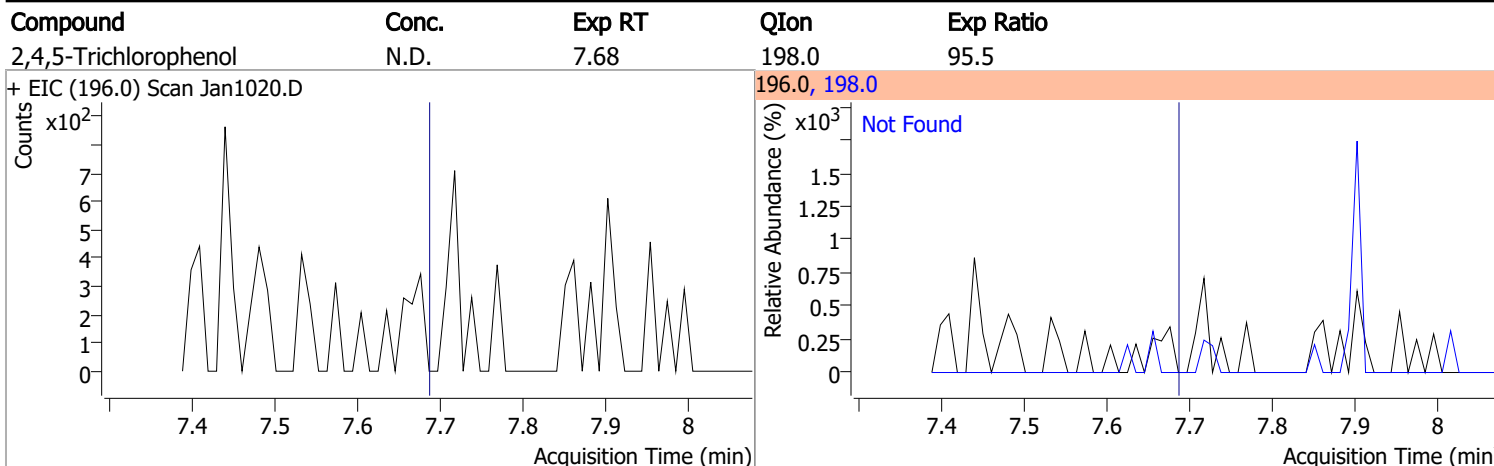 Compound Conc. Exp RT QIon Exp Ratio
2,4,5-Trichlorophenol N.D. 7.68 198.0 95.5
+ EIC (196.0) Scan Jan1020.D
Counts
x10²
7
6
5
4
3
2
1
0
7.4 7.5 7.6 7.7 7.8 7.9 8
Acquisition Time (min)
196.0, 198.0
Relative Abundance (%)
x10³
Not Found
1.5
1.25
1
0.75
0.5
0.25
0
7.4 7.5 7.6 7.7 7.8 7.9 8
Acquisition Time (min